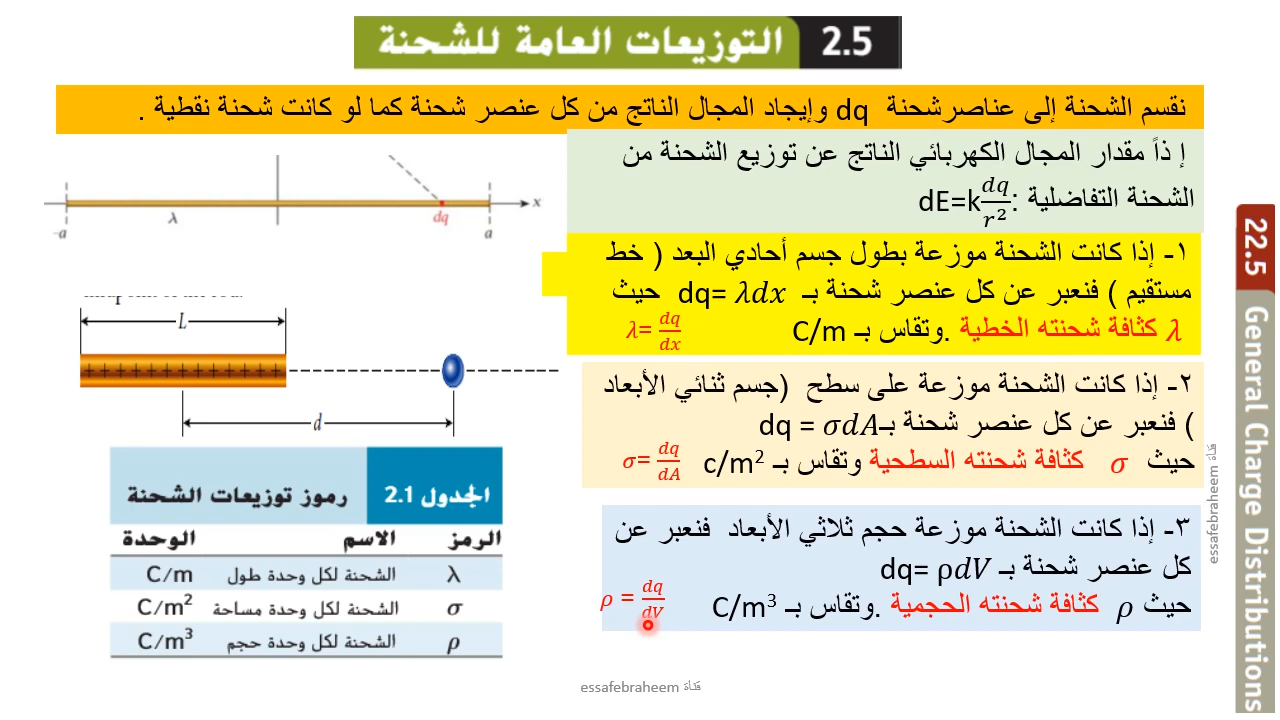 2.5 التوزيعات العامة للشحنة
نقسم الشحنة إلى عناصرشحنة dq وإيجاد المجال الناتج من كل عنصر شحنة كما لو كانت شحنة نقطية .
إ ذاً مقدار المجال الكهربائي الناتج عن توزيع الشحنة من
الشحنة التفاضلية :dE=k\frac{dq}{r^2}
١- إذا كانت الشحنة موزعة بطول جسم أحادي البعد ( خط
مستقيم ) فنعبر عن كل عنصر شحنة بـ dq= λdx حيث
λ كثافة شحنته الخطية .وتقاس بـ C/m λ=\frac{dq}{dx}
٢- إذا كانت الشحنة موزعة على سطح (جسم ثنائي الأبعاد
) فنعبر عن كل عنصر شحنة بـdq = σdA
حيث σ كثافة شحنته السطحية وتقاس بـ c/m² σ=\frac{dq}{dA}
٣- إذا كانت الشحنة موزعة حجم ثلاثي الأبعاد فنعبر عن
كل عنصر شحنة بـ dq= ρdV
حيث ρ كثافة شحنته الحجمية .وتقاس بـ C/m³ ρ = \frac{dq}{dV}
-a λ dq a x
L
d
الجدول 2.1 رموز توزيعات الشحنة
الرمز الاسم الوحدة
λ الشحنة لكل وحدة طول C/m
σ الشحنة لكل وحدة مساحة C/m²
ρ الشحنة لكل وحدة حجم C/m³
22.5 General Charge Distributions
essafebraheem قناة
essafebraheem قناة